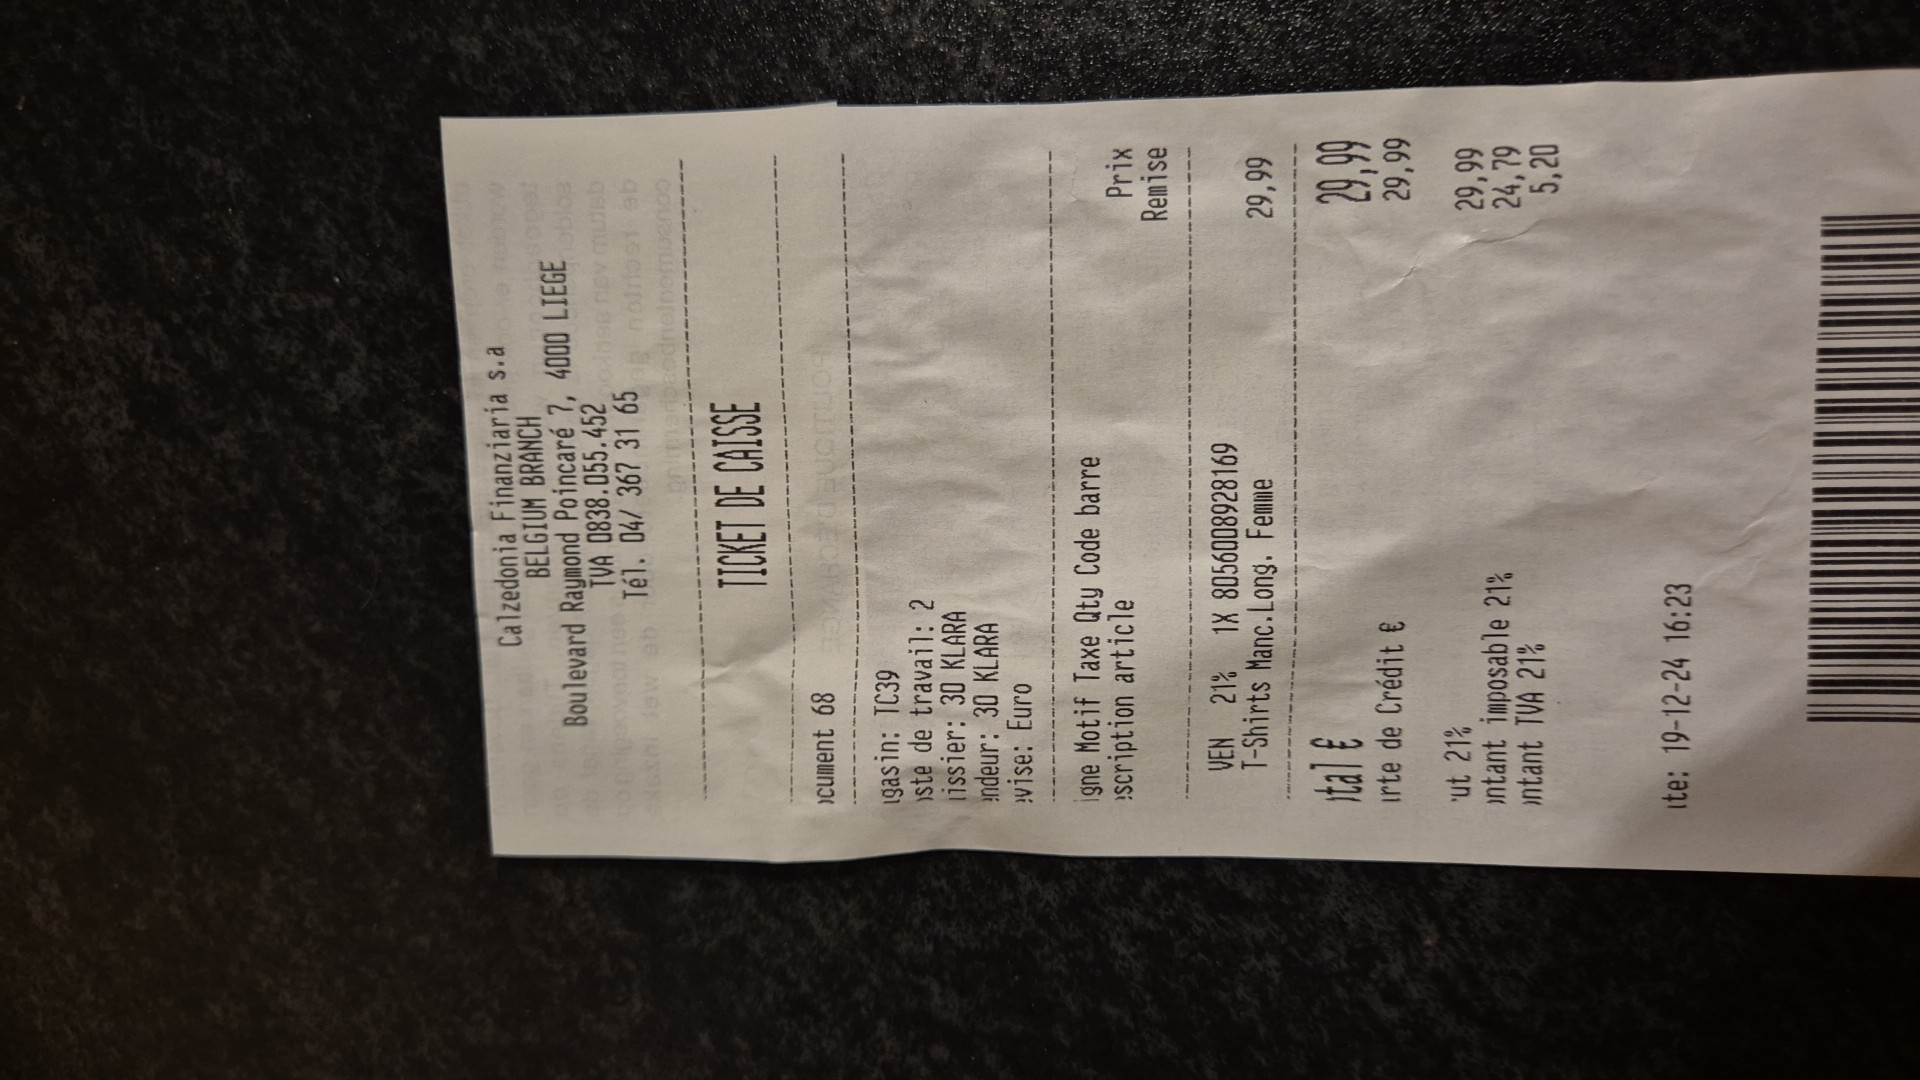 Calzedonia Finanziaria s.a
BELGIUM BRANCH
Boulevard Raymond Poincaré 7, 4000 LIEGE
TVA 0838.055.452
Tél. 04/ 367 31 65
TICKET DE CAISSE
ocument 68
agasin: TC39
oste de travail: 2
aissier: 30 KLARA
endeur: 30 KLARA
evise: Euro
igne Motif Taxe Qty Code barre Prix
escription article Remise
VEN 21% 1X 8056008928169
T-Shirts Manc.Long. Femme 29,99
otal € 29,99
arte de Crédit € 29,99
rut 21% 29,99
ontant imposable 21% 24,79
ontant TVA 21% 5,20
ate: 19-12-24 16:23